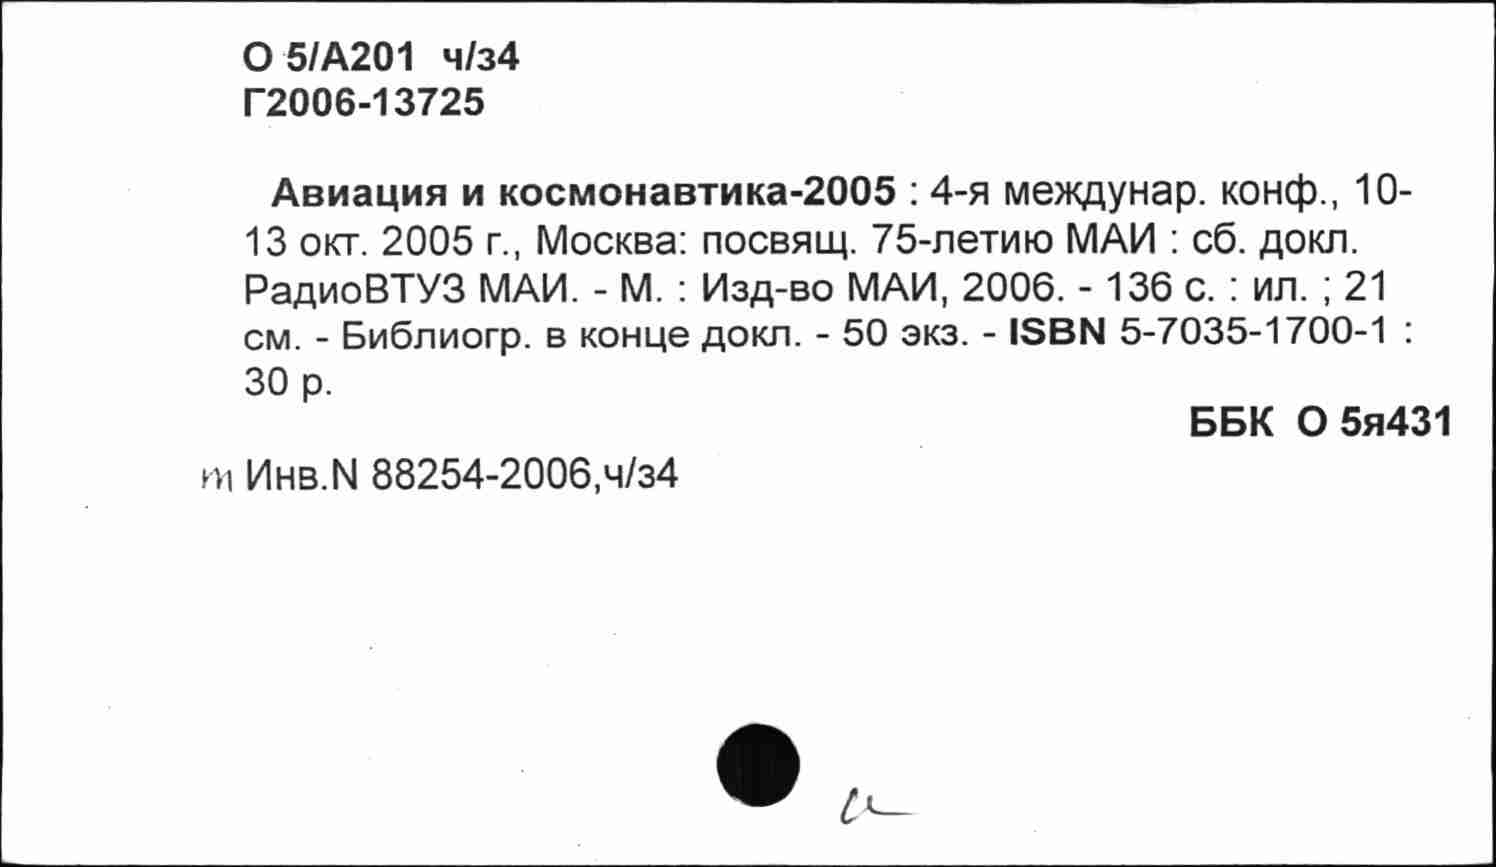 О 5/А201 ч/з4
Г2006-13725
Авиация и космонавтика-2005 : 4-я междунар. конф., 10-
13 окт. 2005 г., Москва: посвящ. 75-летию МАИ : сб. докл.
РадиоВТУЗ МАИ. - М. : Изд-во МАИ, 2006. - 136 с. : ил. ; 21
см. - Библиогр. в конце докл. - 50 экз. - ISBN 5-7035-1700-1 :
30 р.
ББК О 5я431
т Инв.N 88254-2006,ч/з4